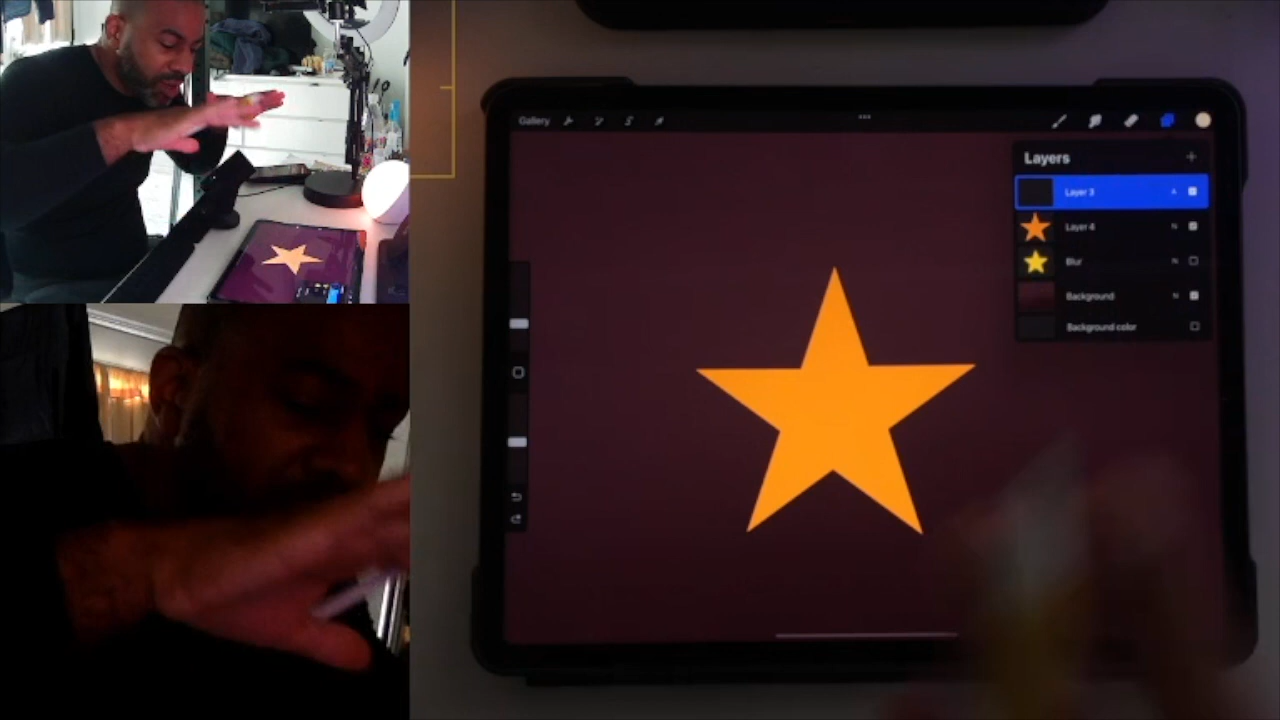 Gallery
Layers
Layer 3
Layer 4
N
Blur
N
Background
N
Background color